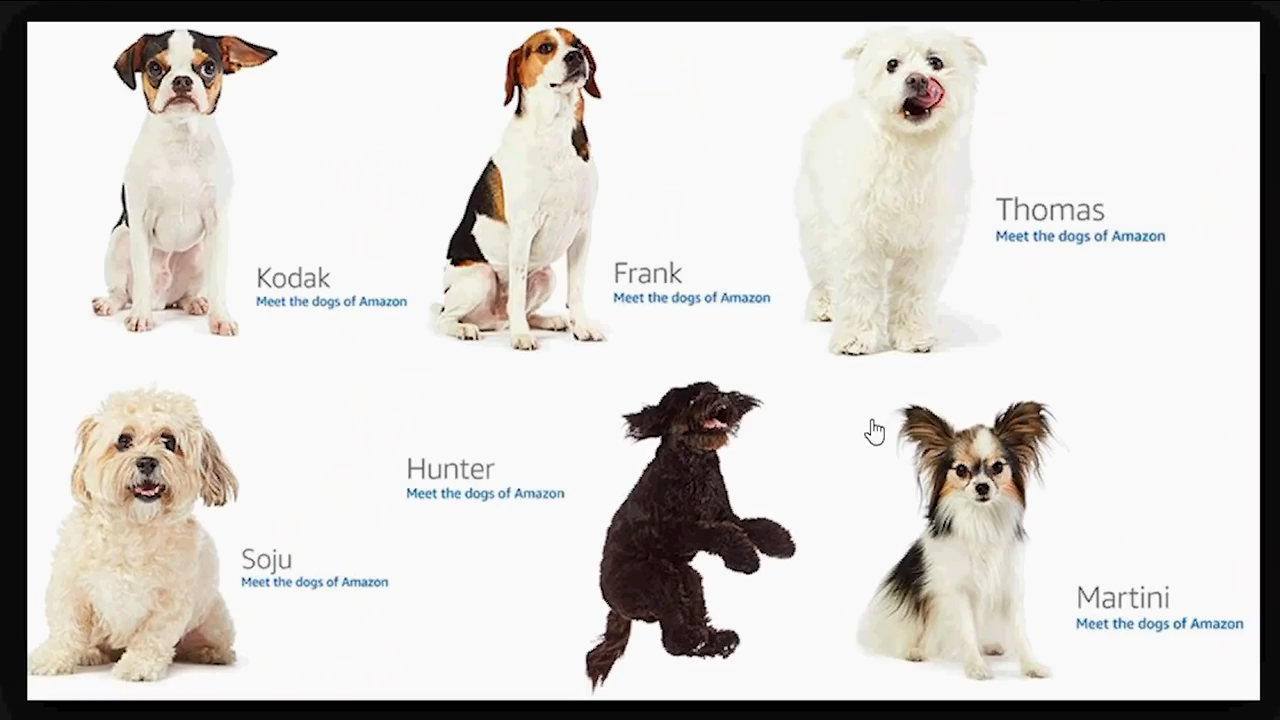 Kodak
Meet the dogs of Amazon
Frank
Meet the dogs of Amazon
Thomas
Meet the dogs of Amazon
Soju
Meet the dogs of Amazon
Hunter
Meet the dogs of Amazon
Martini
Meet the dogs of Amazon